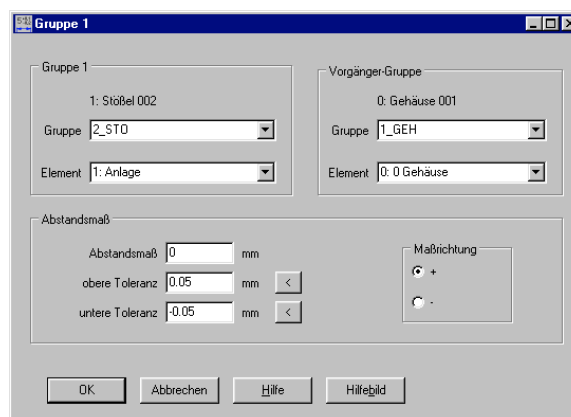 Gruppe 1
Gruppe 1
1: Stößel 002
Gruppe 2_STO
Element 1: Anlage
Vorgänger-Gruppe
0: Gehäuse 001
Gruppe 1_GEH
Element 0: 0 Gehäuse
Abstandsmaß
Abstandsmaß 0 mm
obere Toleranz 0.05 mm <
untere Toleranz -0.05 mm <
Maßrichtung
+
-
OK Abbrechen Hilfe Hilfebild